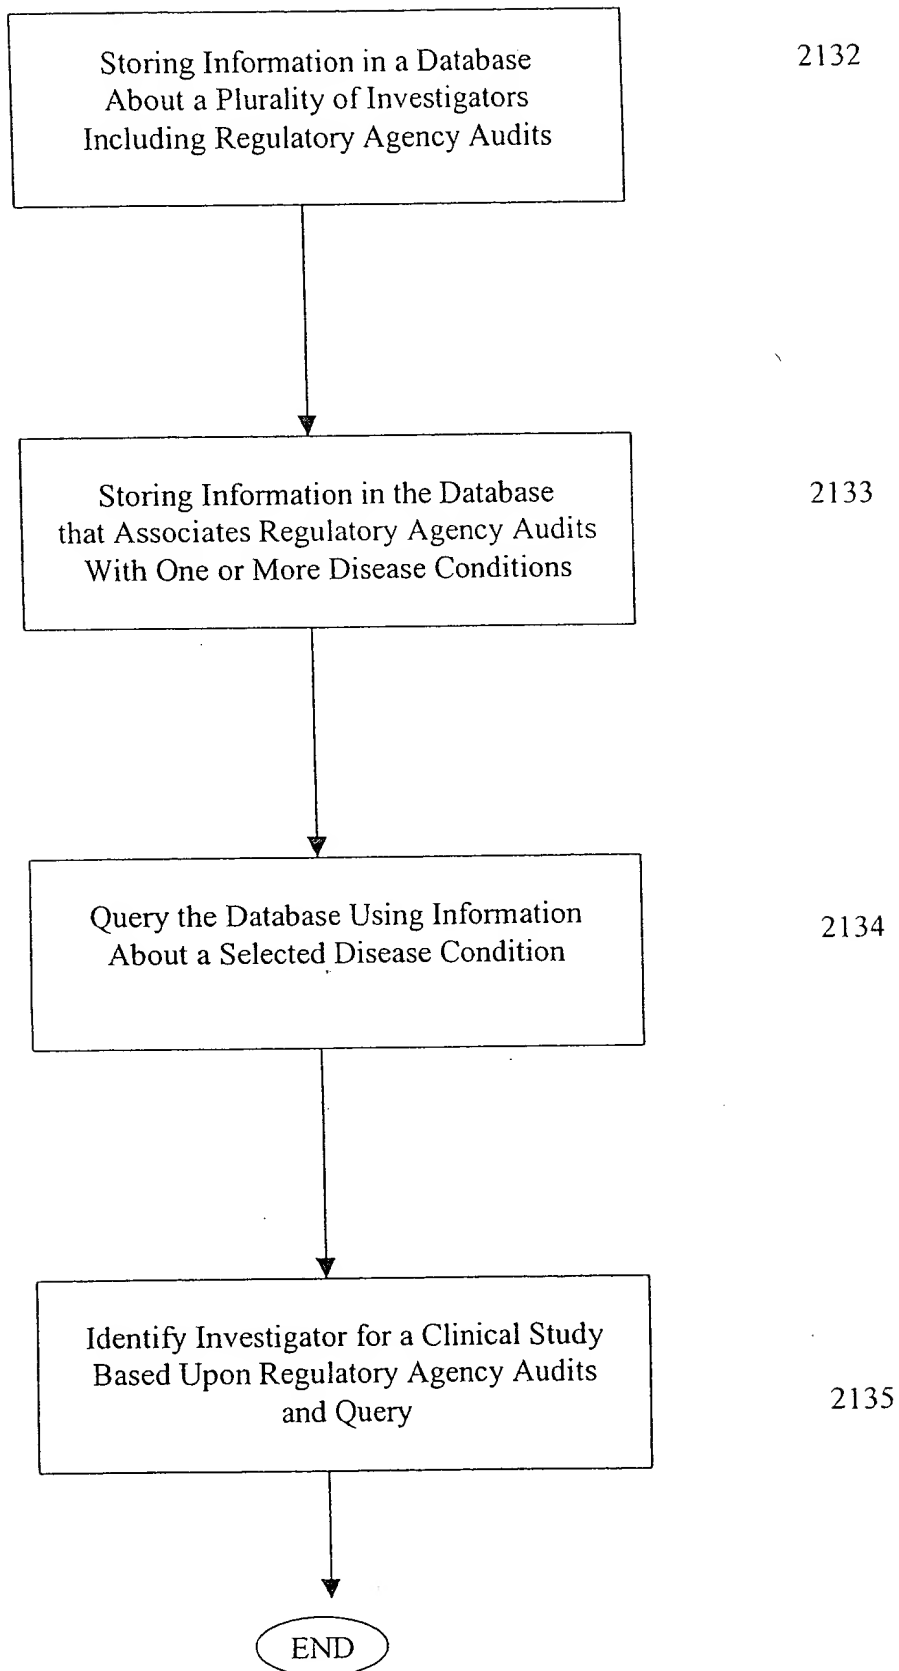 Storing Information in a Database
About a Plurality of Investigators
Including Regulatory Agency Audits
2132
Storing Information in the Database
that Associates Regulatory Agency Audits
With One or More Disease Conditions
2133
Query the Database Using Information
About a Selected Disease Condition
2134
Identify Investigator for a Clinical Study
Based Upon Regulatory Agency Audits
and Query
2135
END